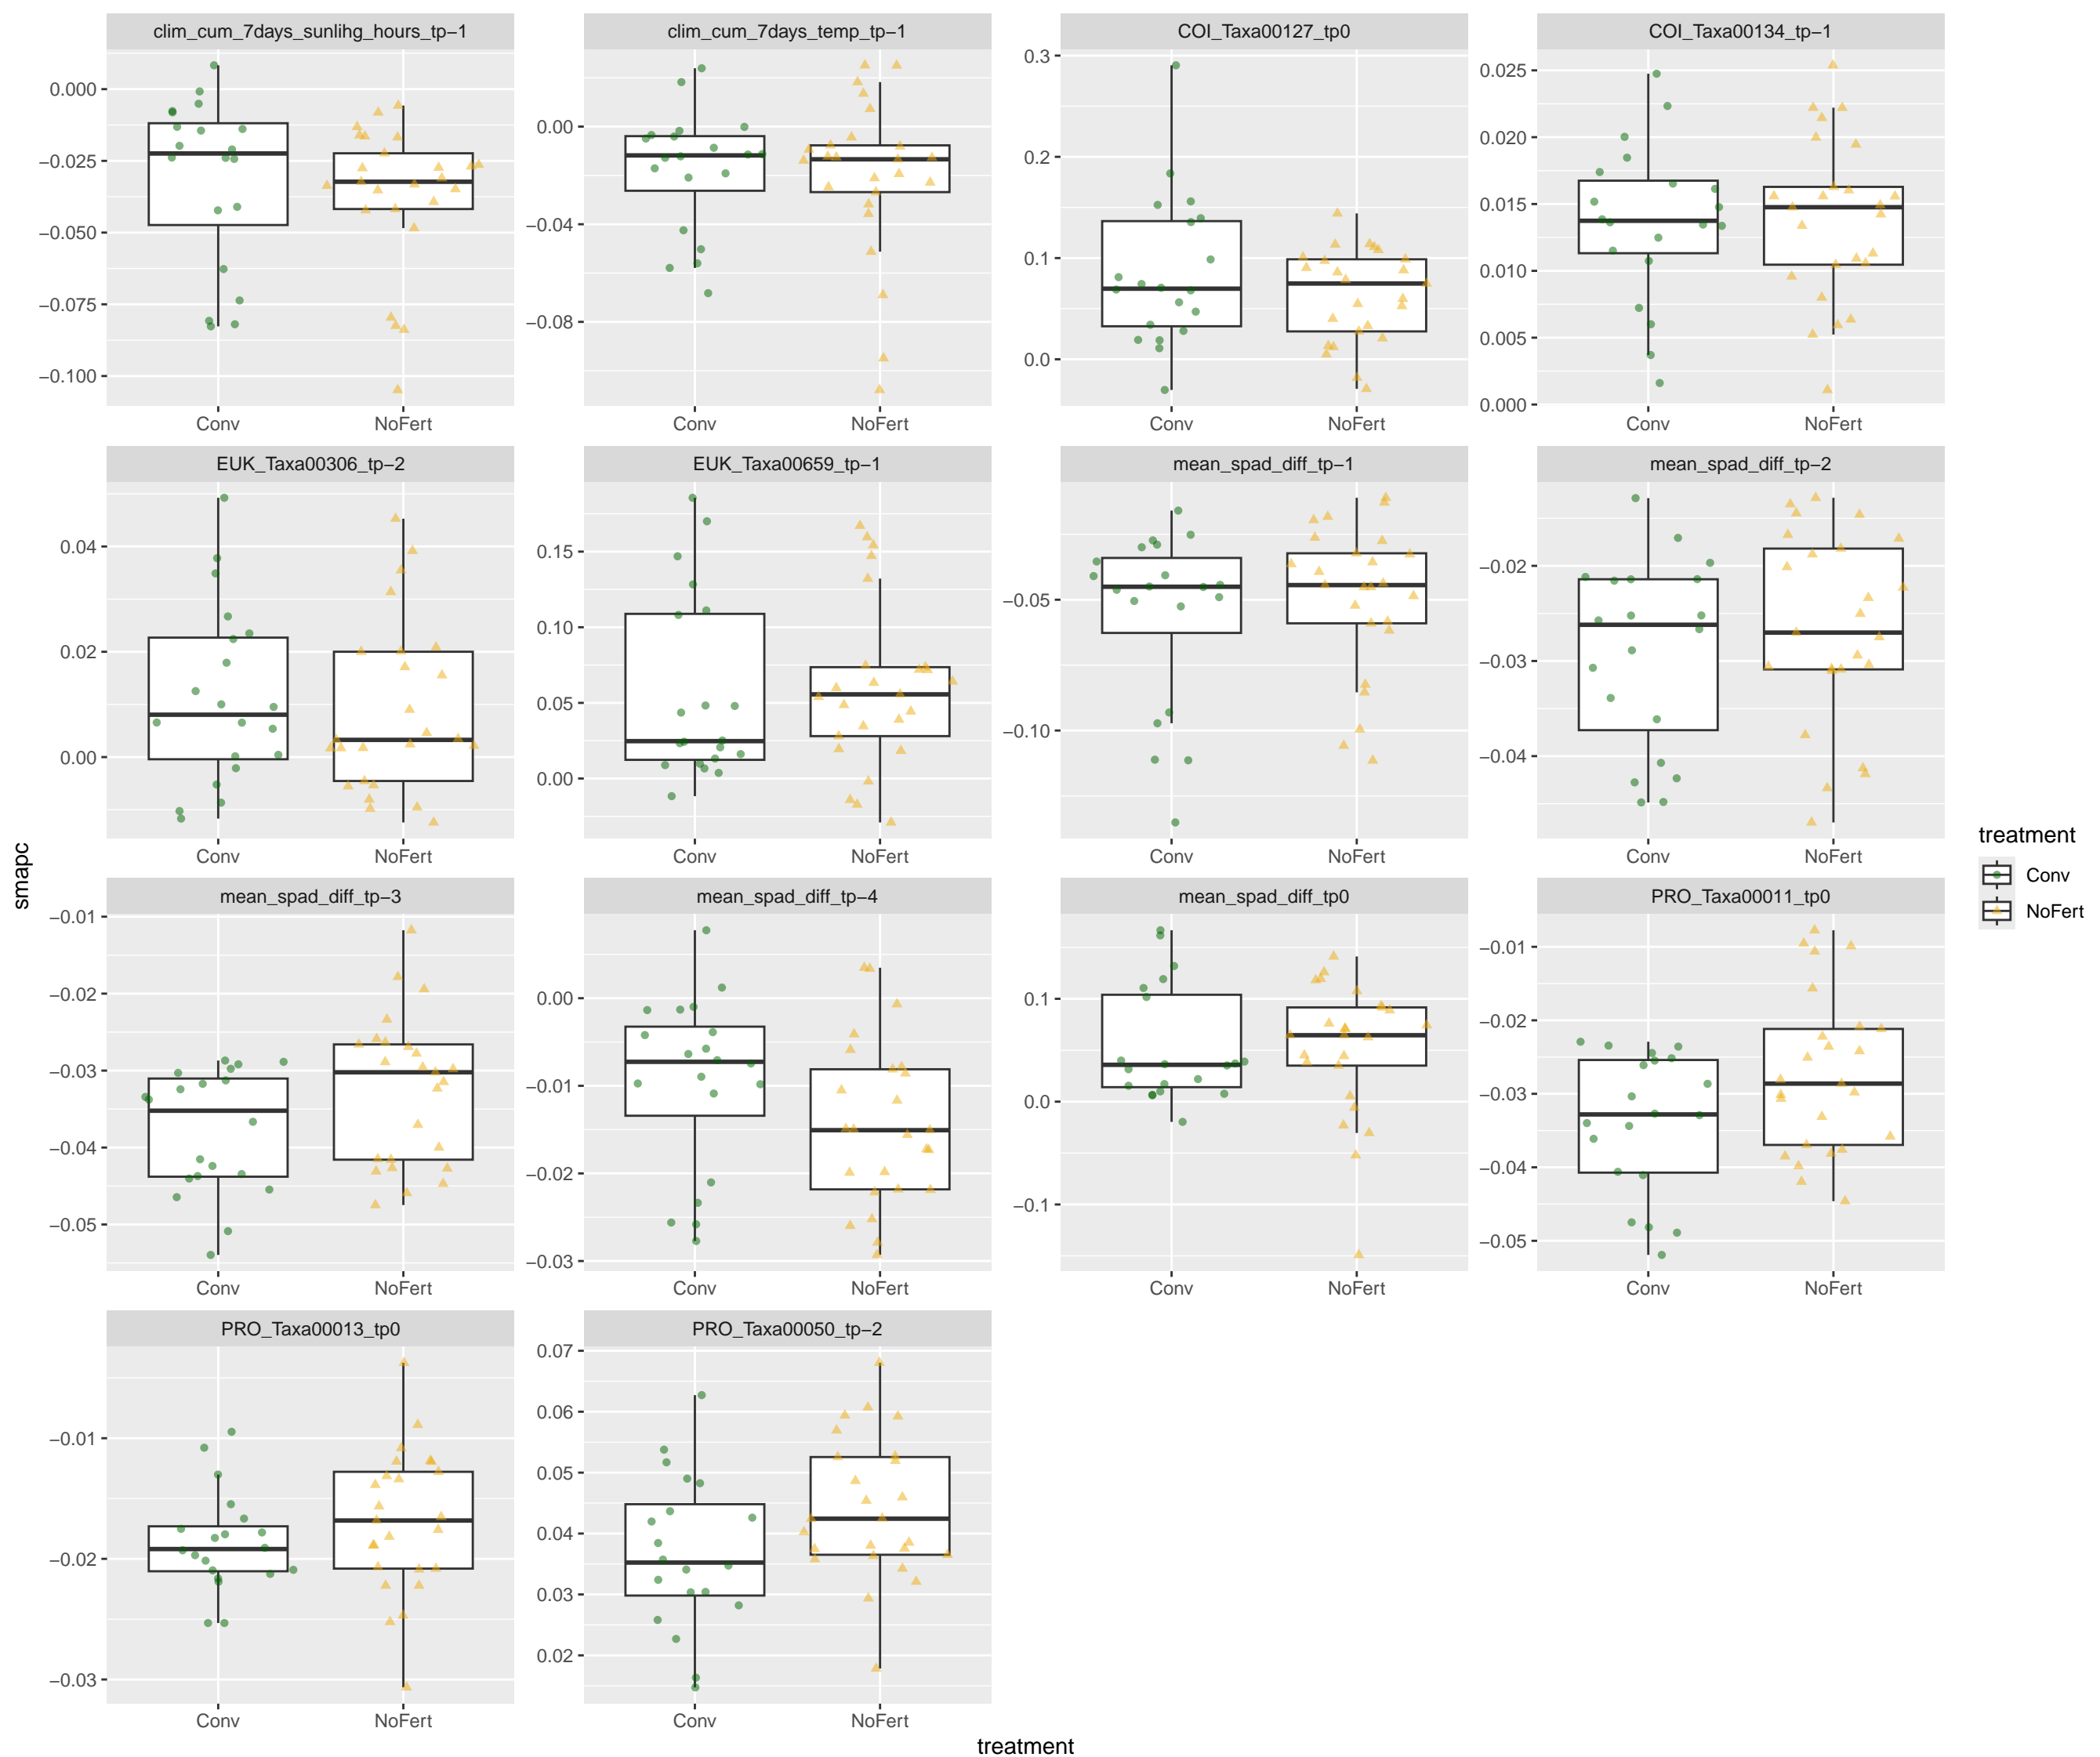 clim_cum_7days_sunlihg_hours_tp−1
clim_cum_7days_temp_tp−1
COI_Taxa00127_tp0
COI_Taxa00134_tp−1
0.000
−0.025
−0.050
−0.075
−0.100
0.00
−0.04
−0.08
0.3
0.2
0.1
0.0
0.025
0.020
0.015
0.010
0.005
0.000
Conv NoFert
Conv NoFert
Conv NoFert
Conv NoFert
EUK_Taxa00306_tp−2
EUK_Taxa00659_tp−1
mean_spad_diff_tp−1
mean_spad_diff_tp−2
0.04
0.02
0.00
0.15
0.10
0.05
0.00
−0.05
−0.10
−0.02
−0.03
−0.04
Conv NoFert
Conv NoFert
Conv NoFert
Conv NoFert
mean_spad_diff_tp−3
mean_spad_diff_tp−4
mean_spad_diff_tp0
PRO_Taxa00011_tp0
−0.01
−0.02
−0.03
−0.04
−0.05
0.00
−0.01
−0.02
−0.03
0.1
0.0
−0.1
−0.01
−0.02
−0.03
−0.04
−0.05
Conv NoFert
Conv NoFert
Conv NoFert
Conv NoFert
PRO_Taxa00013_tp0
PRO_Taxa00050_tp−2
−0.01
−0.02
−0.03
0.07
0.06
0.05
0.04
0.03
0.02
Conv NoFert
Conv NoFert
treatment
smapc
treatment
Conv
NoFert